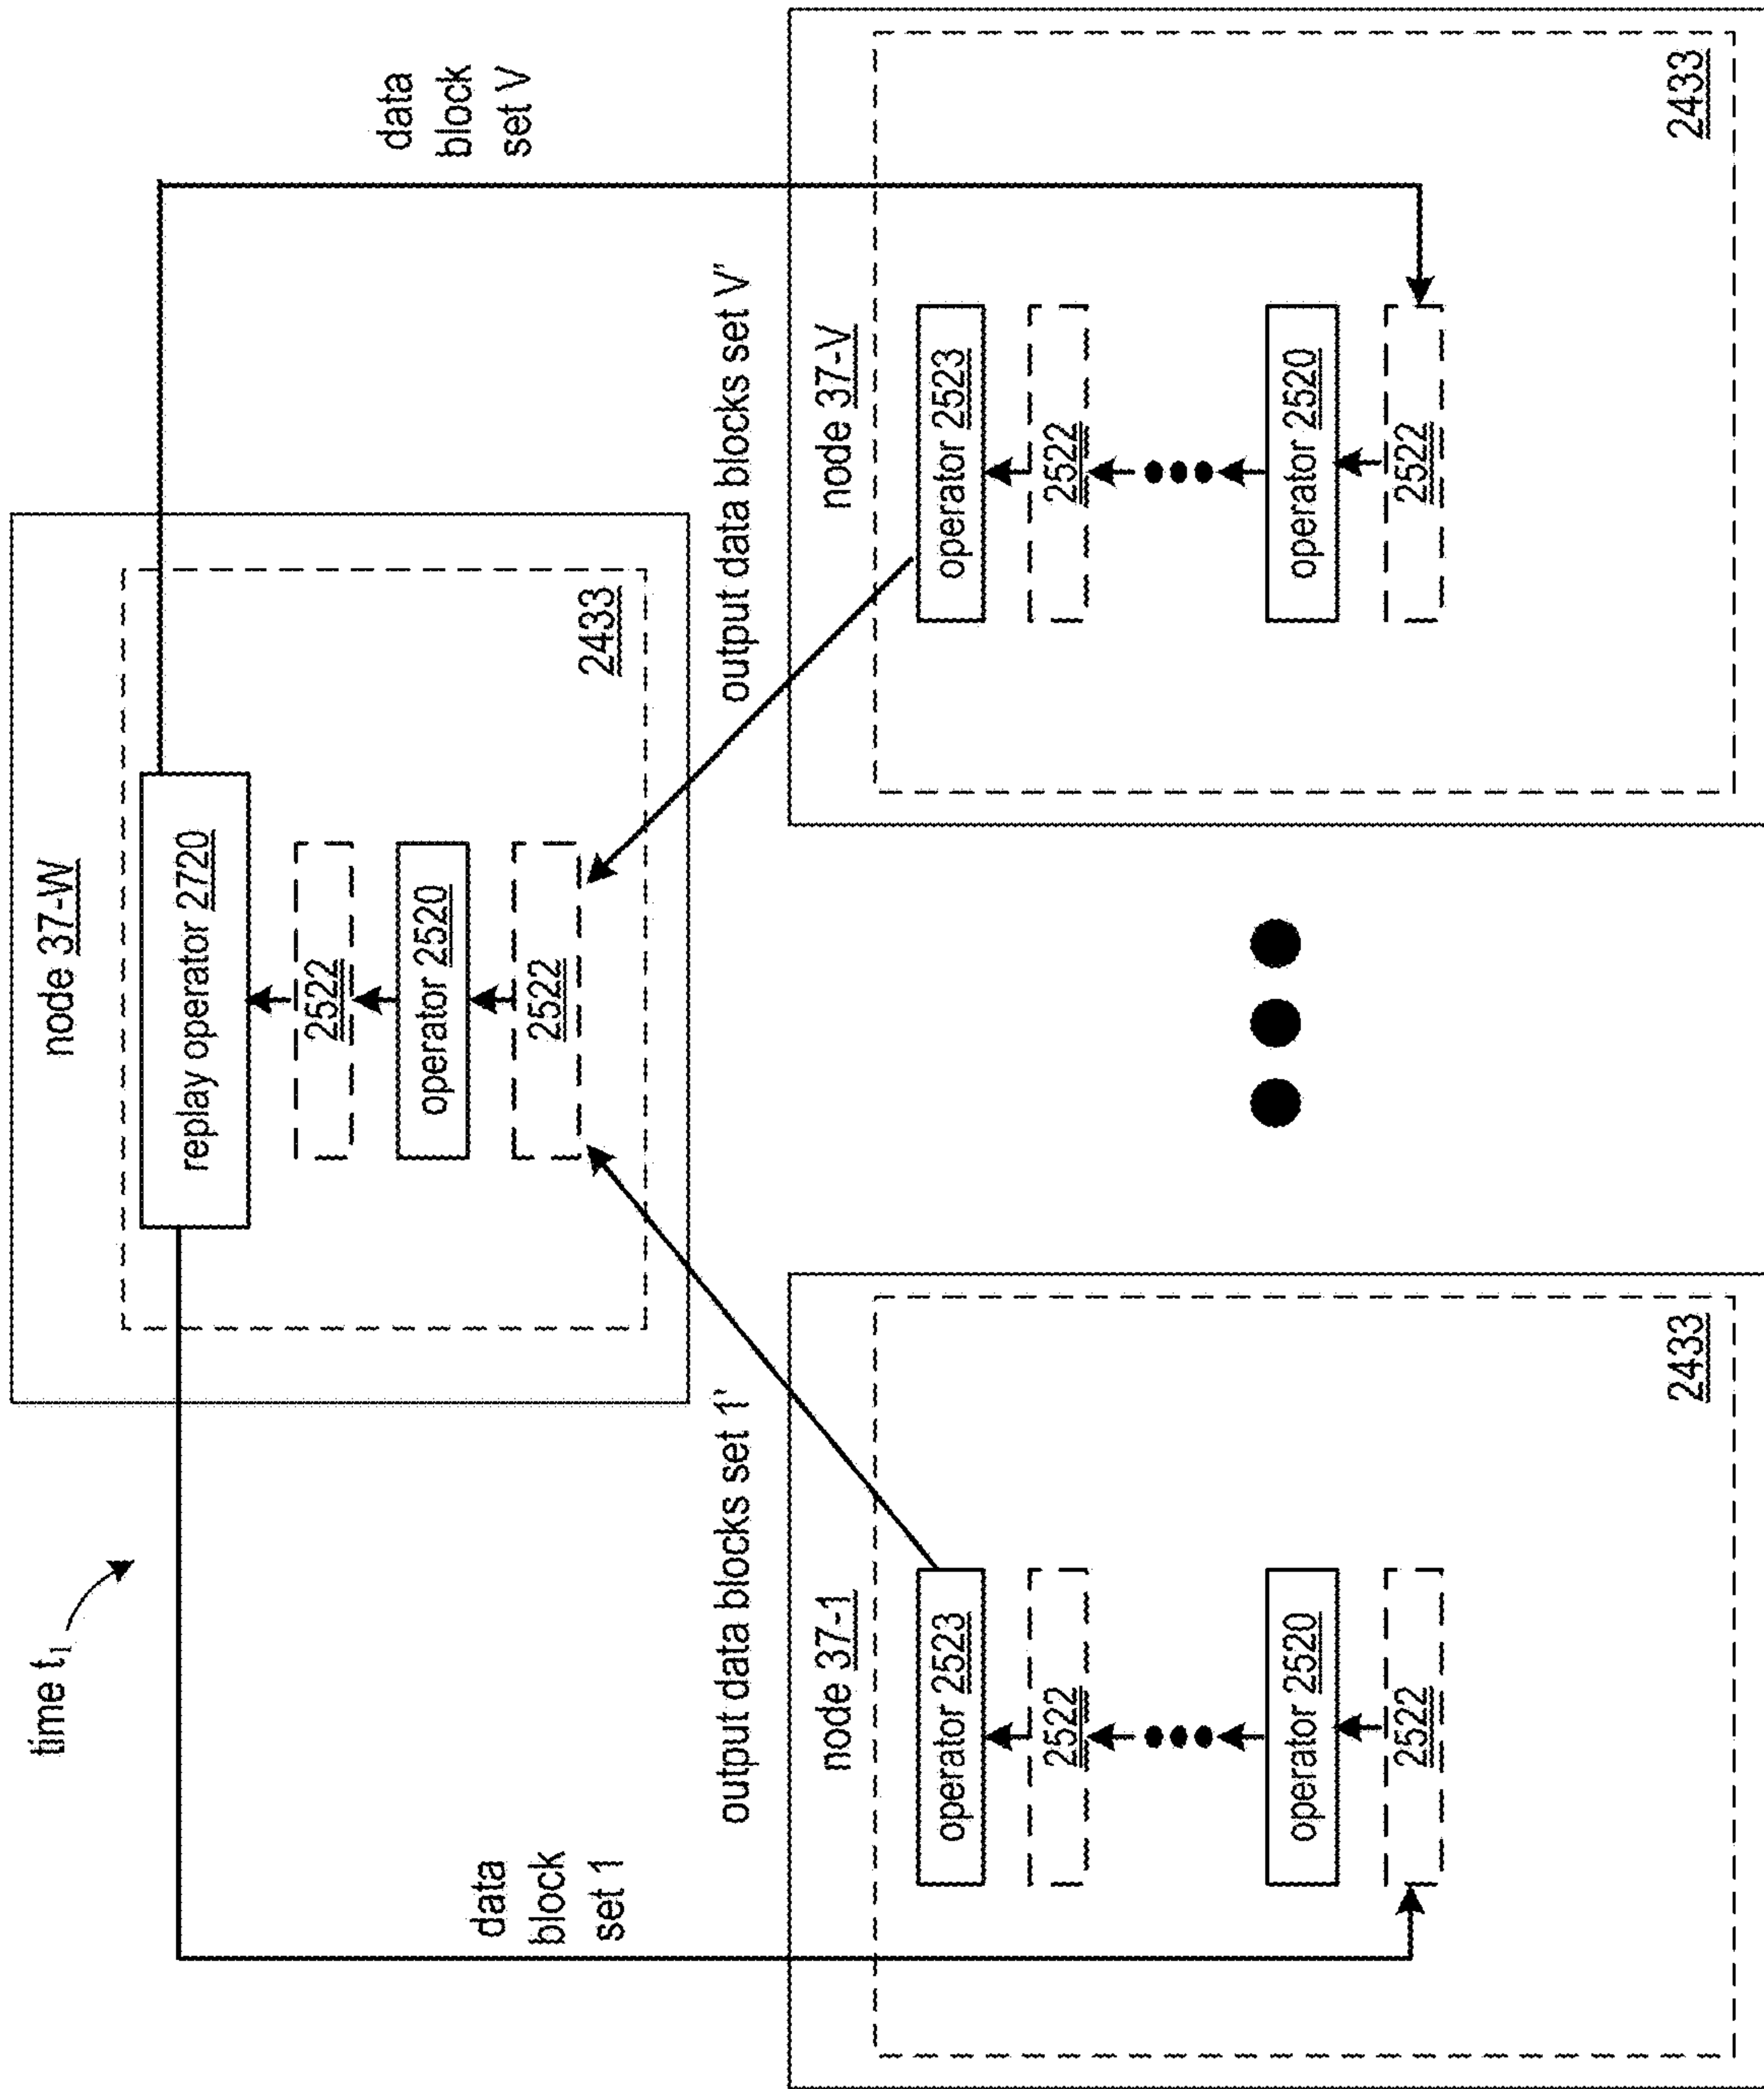 time t1
node 37-W
replay operator 2720
2522
operator 2520
2522
2433
data
block
set 1
data
block
set V
output data blocks set 1'
output data blocks set V'
node 37-1
operator 2523
2522
operator 2520
2522
2433
node 37-V
operator 2523
2522
operator 2520
2522
2433